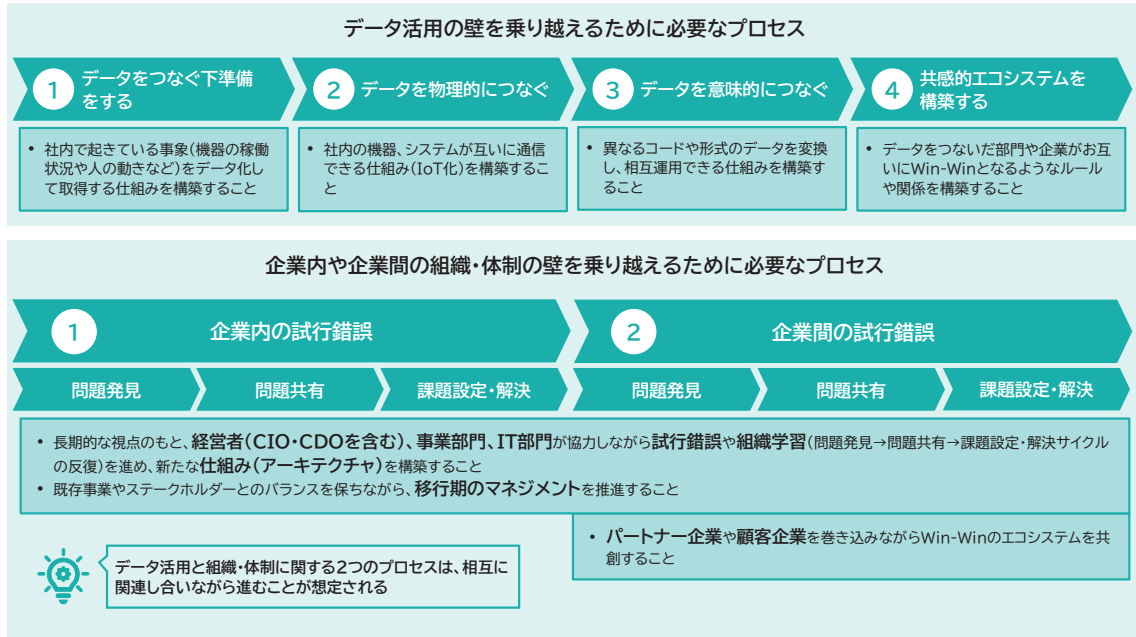 データ活用の壁を乗り越えるために必要なプロセス
1
データをつなぐ下準備
をする
2
データを物理的につなぐ
3
データを意味的につなぐ
4
共感的エコシステムを
構築する
• 社内で起きている事象(機器の稼働
状況や人の動きなど)をデータ化し
て取得する仕組みを構築すること
• 社内の機器、システムが互いに通信
できる仕組み(IoT化)を構築するこ
と
• 異なるコードや形式のデータを変換
し、相互運用できる仕組みを構築す
ること
• データをつないだ部門や企業がお互
いにWin-Winとなるようなルール
や関係を構築すること
企業内や企業間の組織・体制の壁を乗り越えるために必要なプロセス
1
企業内の試行錯誤
2
企業間の試行錯誤
問題発見
問題共有
課題設定・解決
問題発見
問題共有
課題設定・解決
• 長期的な視点のもと、経営者(CIO・CDOを含む)、事業部門、IT部門が協力しながら試行錯誤や組織学習(問題発見→問題共有→課題設定・解決サイクル
の反復)を進め、新たな仕組み(アーキテクチャ)を構築すること
• 既存事業やステークホルダーとのバランスを保ちながら、移行期のマネジメントを推進すること
• パートナー企業や顧客企業を巻き込みながらWin-Winのエコシステムを共
創すること
データ活用と組織・体制に関する2つのプロセスは、相互に
関連し合いながら進むことが想定される